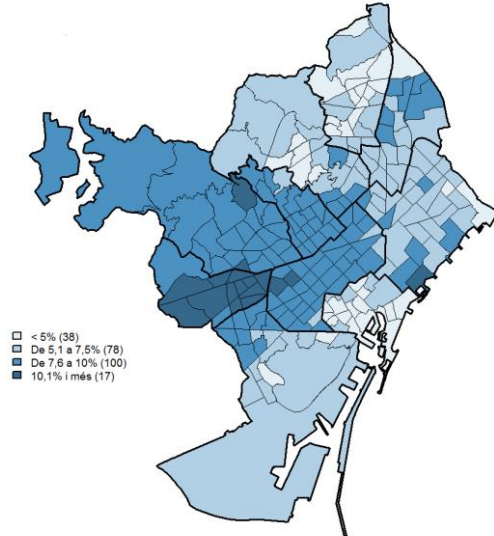 < 5% (38)
De 5,1 a 7,5% (78)
De 7,6 a 10% (100)
10,1% i més (17)